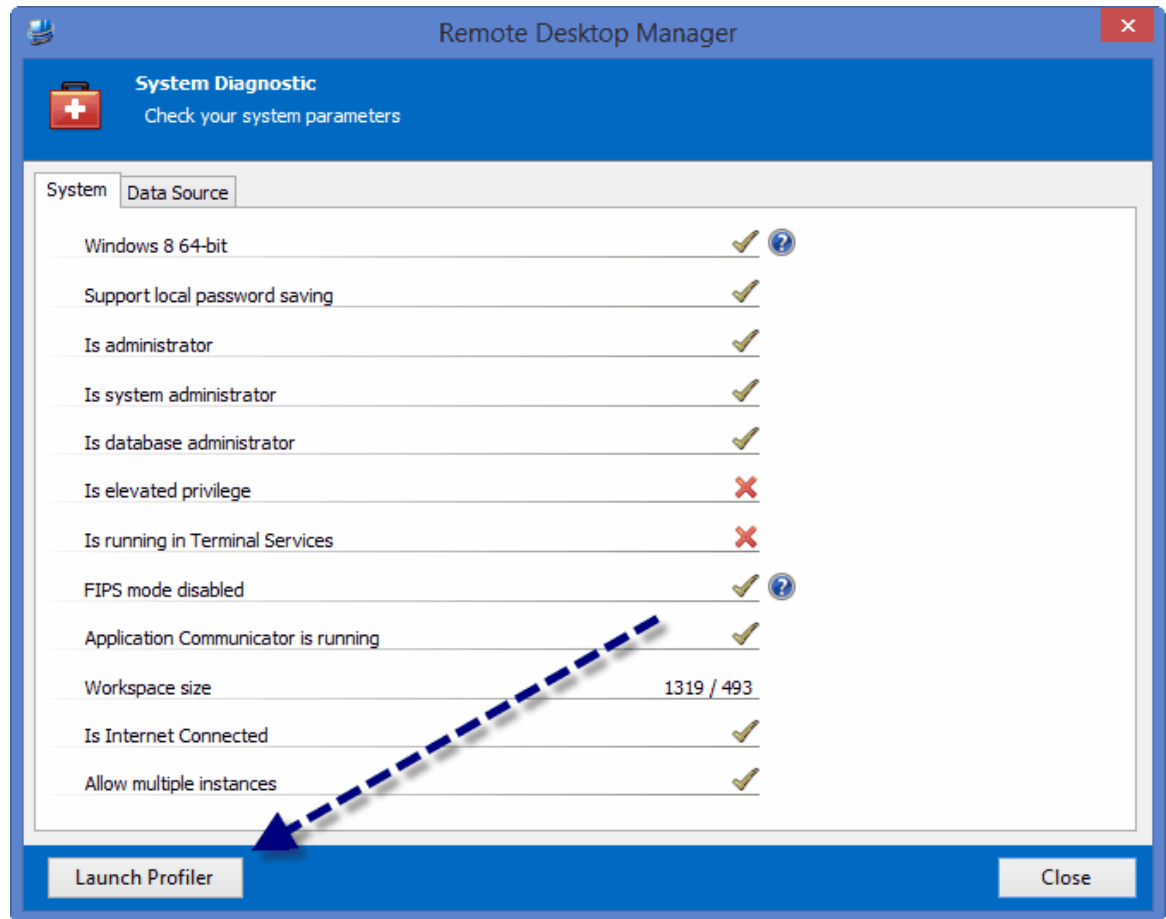 Remote Desktop Manager
System Diagnostic
Check your system parameters
System
Data Source
Windows 8 64-bit
Support local password saving
Is administrator
Is system administrator
Is database administrator
Is elevated privilege
Is running in Terminal Services
FIPS mode disabled
Application Communicator is running
Workspace size 1319 / 493
Is Internet Connected
Allow multiple instances
Launch Profiler
Close